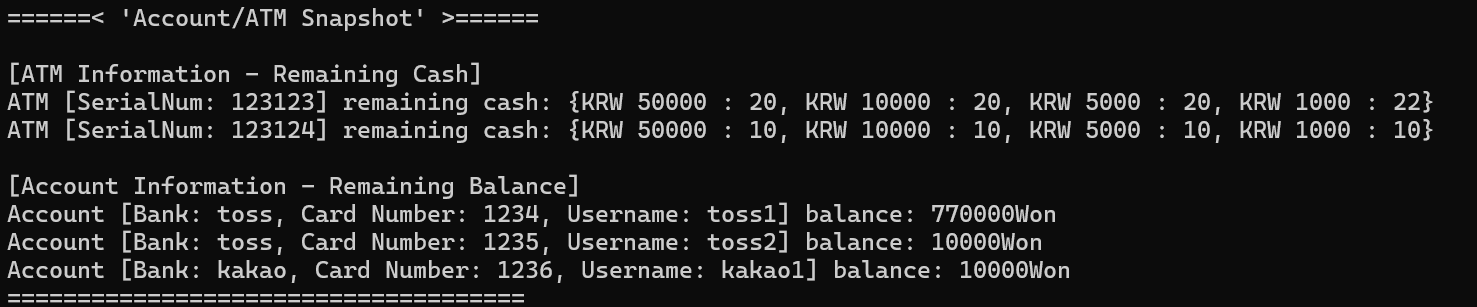 ======< 'Account/ATM Snapshot' >======
[ATM Information - Remaining Cash]
ATM [SerialNum: 123123] remaining cash: {KRW 50000 : 20, KRW 10000 : 20, KRW 5000 : 20, KRW 1000 : 22}
ATM [SerialNum: 123124] remaining cash: {KRW 50000 : 10, KRW 10000 : 10, KRW 5000 : 10, KRW 1000 : 10}
[Account Information - Remaining Balance]
Account [Bank: toss, Card Number: 1234, Username: toss1] balance: 770000Won
Account [Bank: toss, Card Number: 1235, Username: toss2] balance: 10000Won
Account [Bank: kakao, Card Number: 1236, Username: kakao1] balance: 10000Won
=====================================